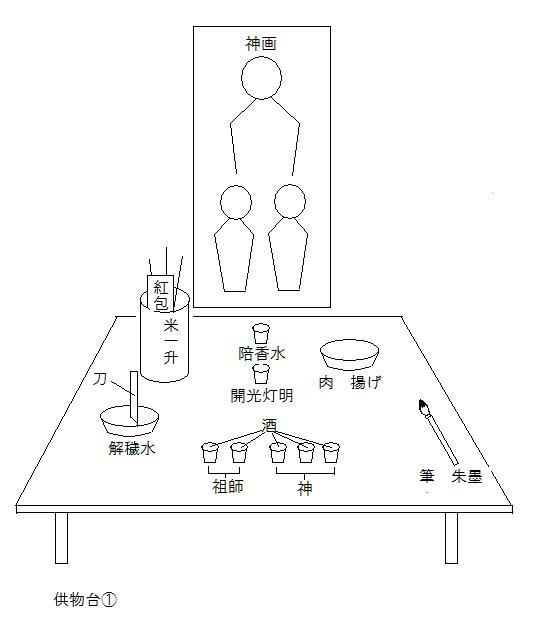 神画
紅包
米一升
陪香水
開光灯明
肉　揚げ
刀
解穢水
酒
祖師
神
筆　朱墨
供物台①